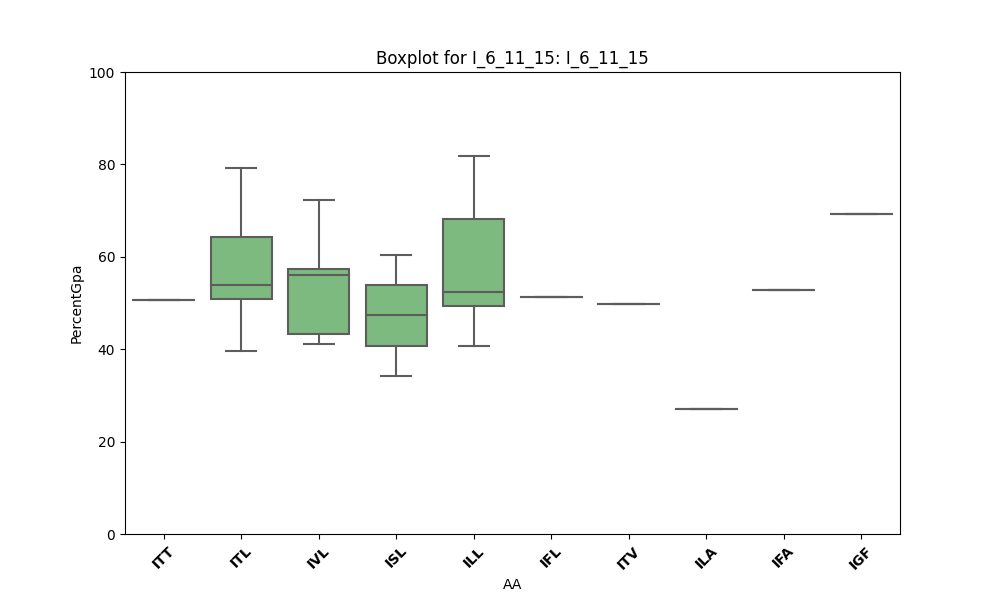 Boxplot for I_6_11_15: I_6_11_15
PercentGpa
100
80
60
40
20
0
ITT ITL IVL ISL ILL IFL ITV ILA IFA IGF
AA